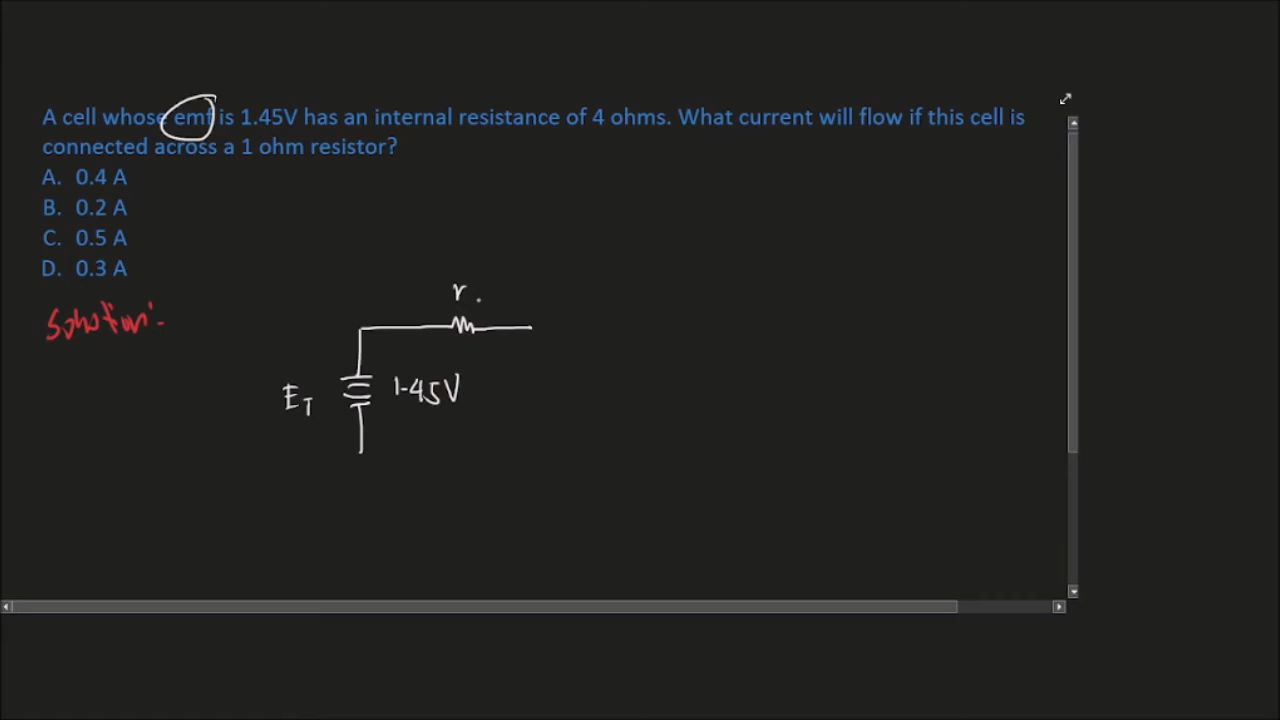 A cell whose emf is 1.45V has an internal resistance of 4 ohms. What current will flow if this cell is
connected across a 1 ohm resistor?
A. 0.4 A
B. 0.2 A
C. 0.5 A
D. 0.3 A
Solution:
r
E_T 1.45V